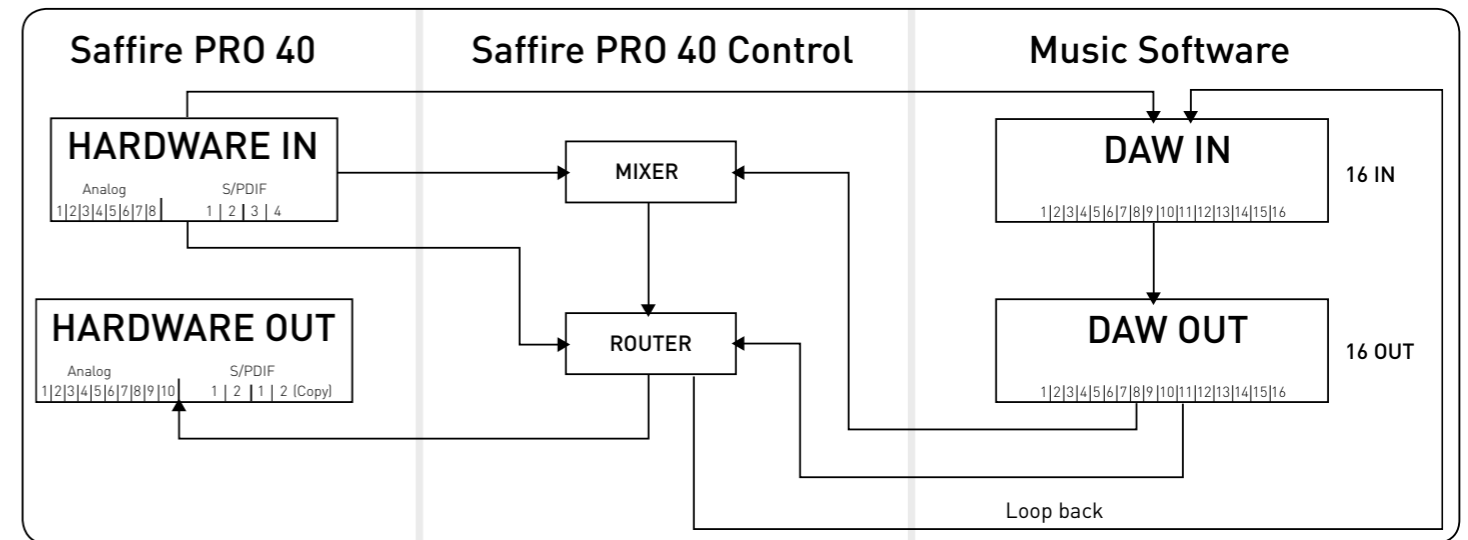 Saffire PRO 40
Saffire PRO 40 Control
Music Software
HARDWARE IN
Analog
S/PDIF
1|2|3|4|5|6|7|8|
1 | 2 | 3 | 4
MIXER
DAW IN
1|2|3|4|5|6|7|8|9|10|11|12|13|14|15|16
16 IN
HARDWARE OUT
Analog
S/PDIF
1|2|3|4|5|6|7|8|9|10|
1 | 2 | 1 | 2 (Copy)
ROUTER
DAW OUT
1|2|3|4|5|6|7|8|9|10|11|12|13|14|15|16
16 OUT
Loop back